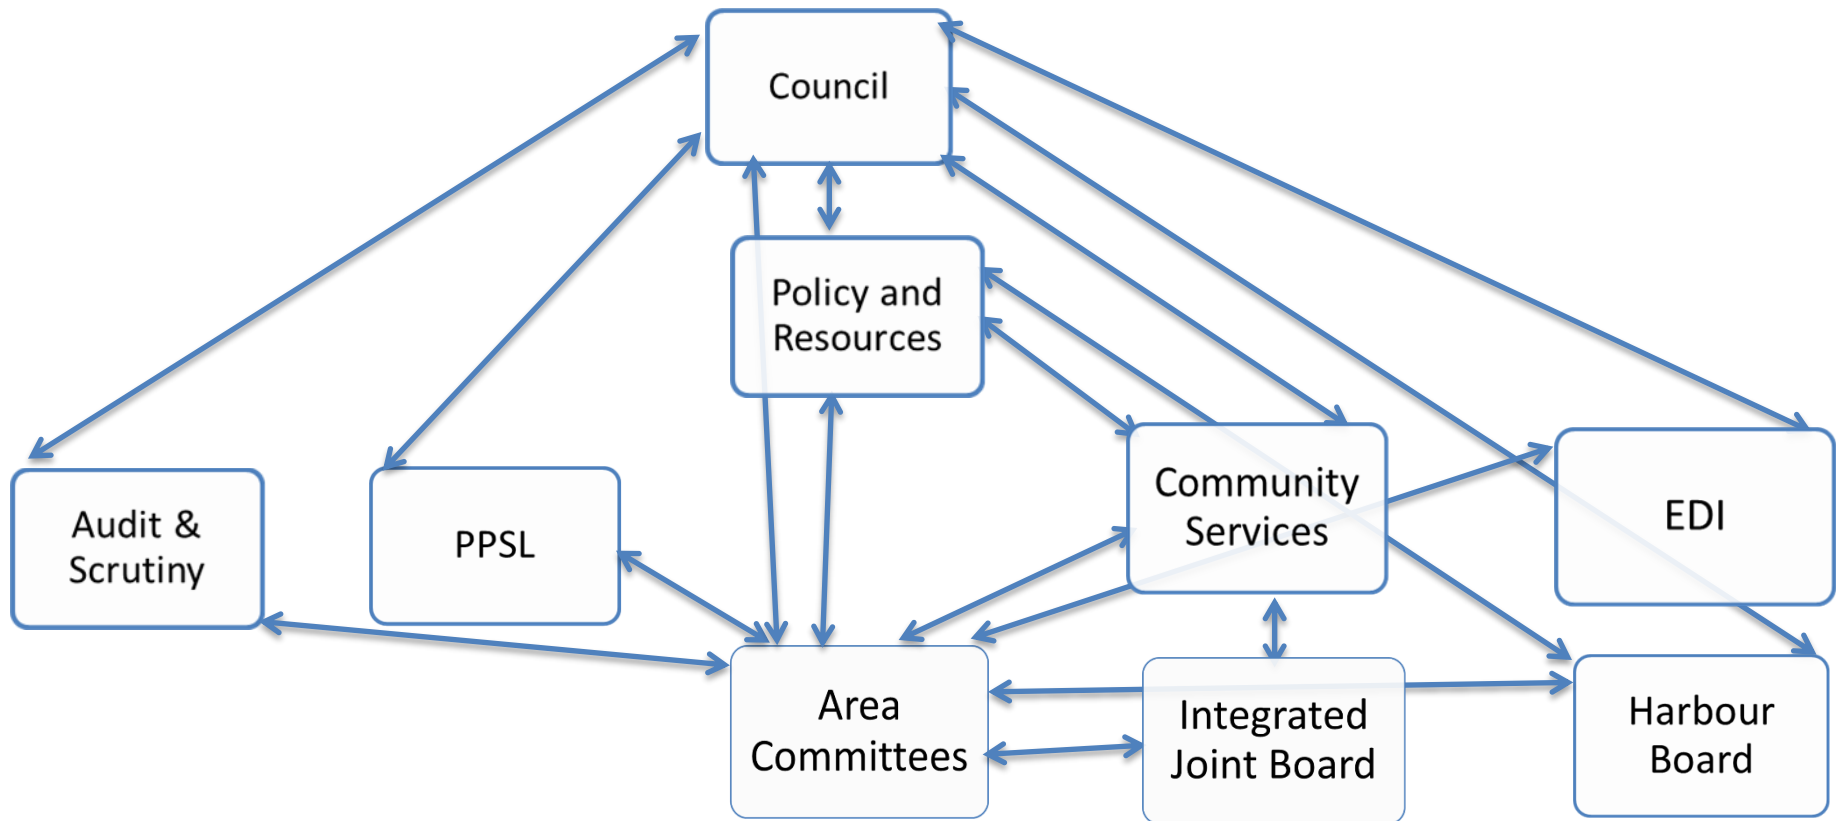 Council
Policy and
Resources
Audit &
Scrutiny
PPSL
Community
Services
EDI
Area
Committees
Integrated
Joint Board
Harbour
Board